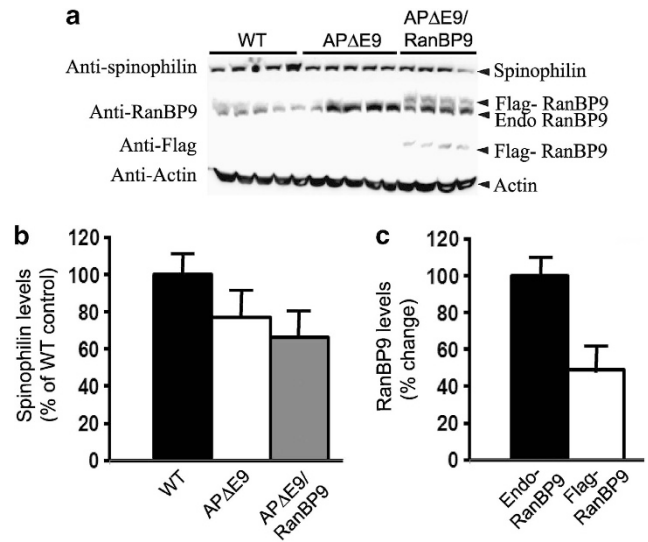 a
WT
APΔE9
APΔE9/
RanBP9
Anti-spinophilin
Spinophilin
Anti-RanBP9
Flag- RanBP9
Endo RanBP9
Anti-Flag
Flag- RanBP9
Anti-Actin
Actin
b
Spinophilin levels
(% of WT control)
120
100
80
60
40
20
0
WT
APΔE9
APΔE9/
RanBP9
c
RanBP9 levels
(% change)
120
100
80
60
40
20
0
Endo-
RanBP9
Flag-
RanBP9